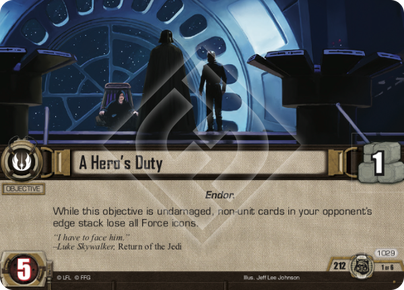 A Hero's Duty
1
OBJECTIVE
Endor.
While this objective is undamaged, non-unit cards in your opponent's
edge stack lose all Force icons.
"I have to face him."
–Luke Skywalker, Return of the Jedi
1029
5
© LFL © FFG
Illus. Jeff Lee Johnson
212
1 of 6